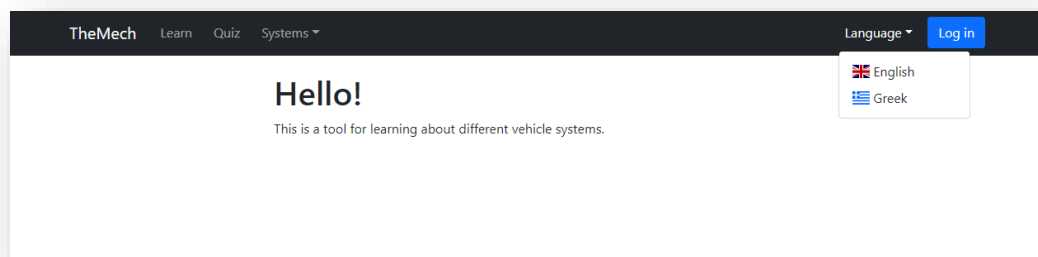 TheMech Learn Quiz Systems Language Log in
English
Greek
Hello!
This is a tool for learning about different vehicle systems.